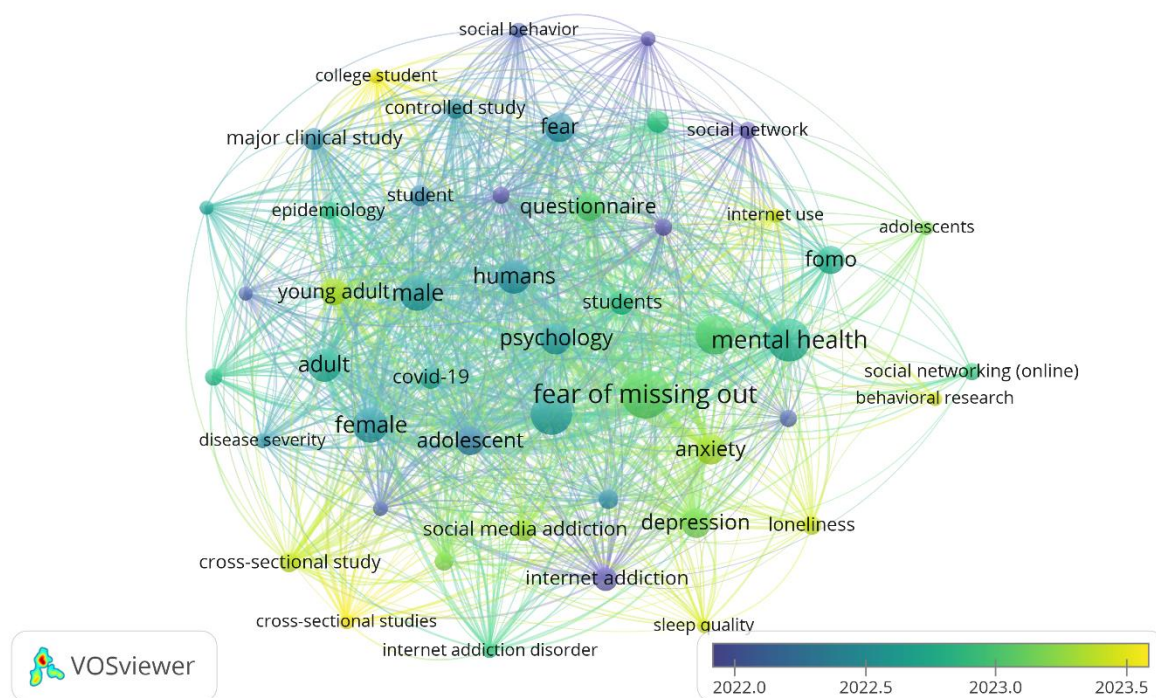 social behavior
college student
controlled study
major clinical study
fear
social network
student
epidemiology
questionnaire
internet use
adolescents
fomo
humans
young adult
male
students
psychology
mental health
adult
covid-19
social networking (online)
fear of missing out
behavioral research
female
disease severity
adolescent
anxiety
social media addiction
depression
loneliness
cross-sectional study
internet addiction
cross-sectional studies
sleep quality
internet addiction disorder
VOSviewer
2022.0 2022.5 2023.0 2023.5